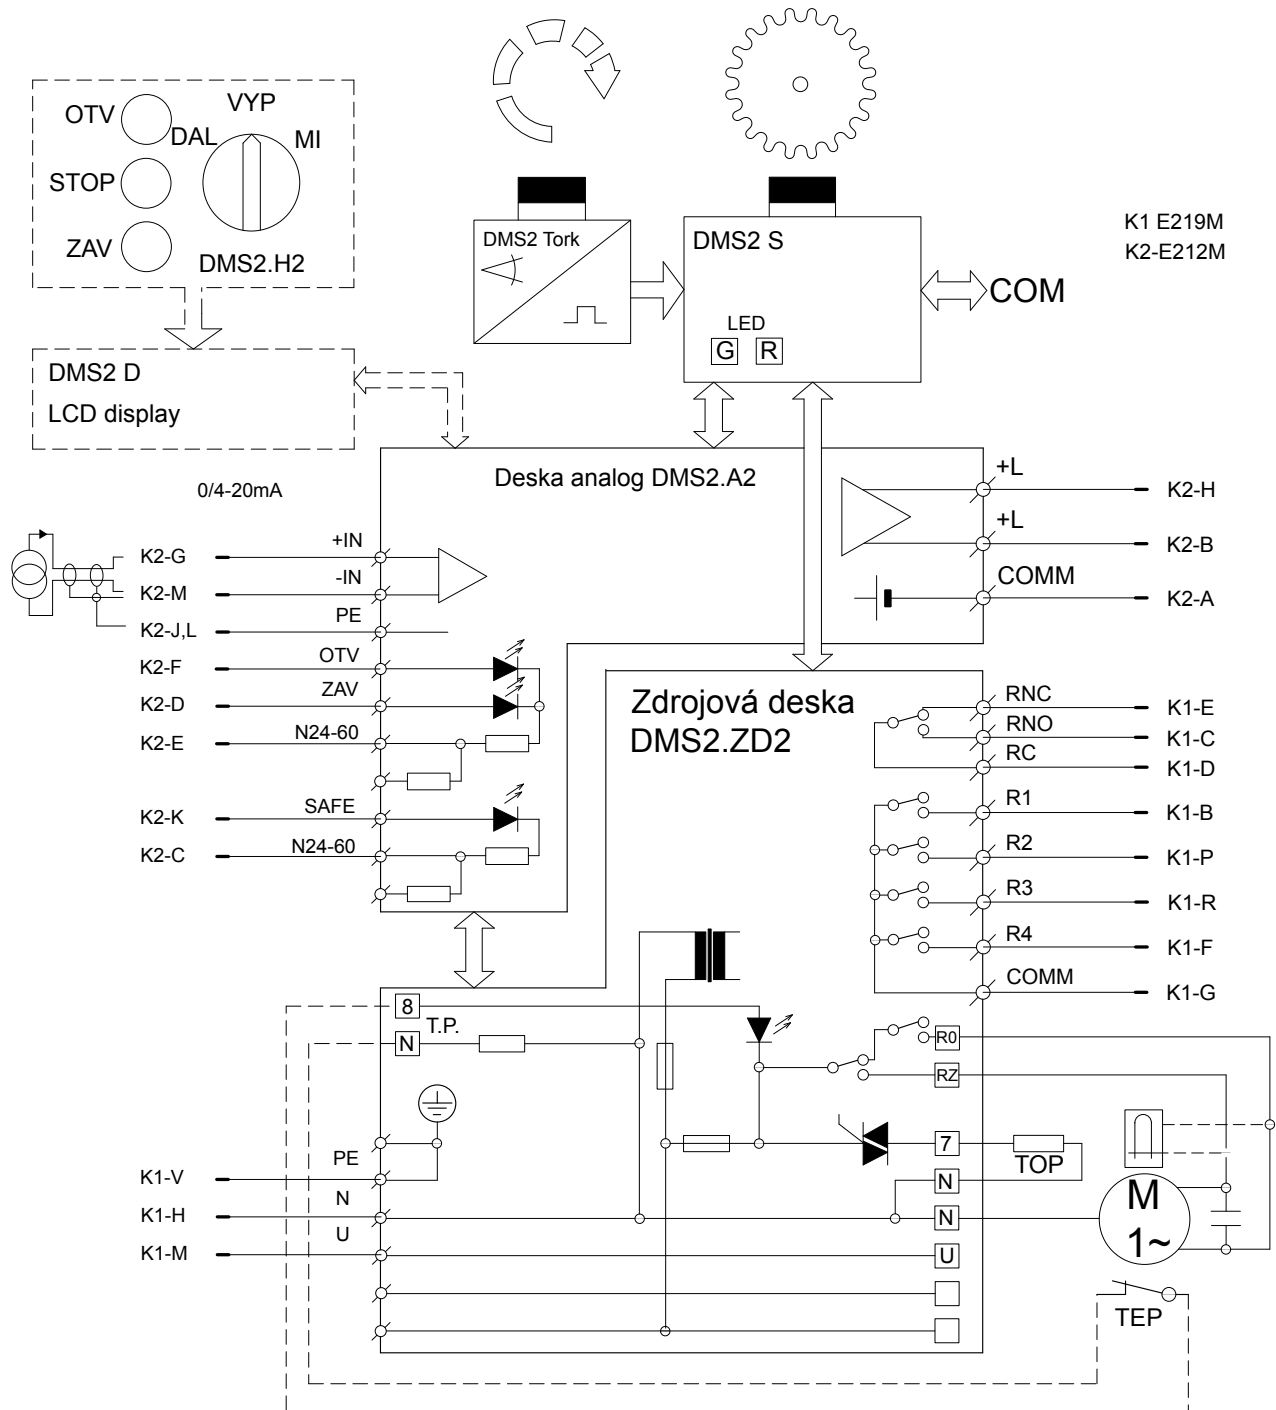 OTV
VYP
DAL
MI
STOP
ZAV
DMS2.H2
DMS2 Tork
DMS2 S
LED
G R
COM
K1 E219M
K2-E212M
DMS2 D
LCD display
Deska analog DMS2.A2
0/4-20mA
K2-G
+IN
K2-M
-IN
K2-J,L
PE
K2-F
OTV
K2-D
ZAV
K2-E
N24-60
K2-K
SAFE
K2-C
N24-60
+L
K2-H
+L
K2-B
COMM
K2-A
Zdrojová deska
DMS2.ZD2
RNC
K1-E
RNO
K1-C
RC
K1-D
R1
K1-B
R2
K1-P
R3
K1-R
R4
K1-F
COMM
K1-G
8
T.P.
N
R0
RZ
7
TOP
N
N
U
PE
K1-V
N
K1-H
U
K1-M
M
1~
TEP